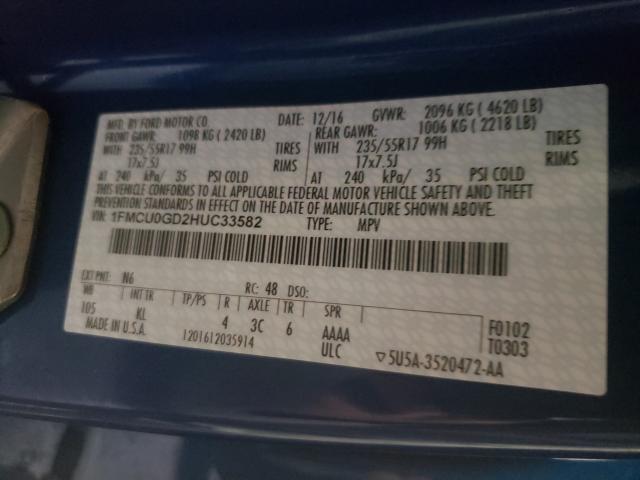 MFD. BY FORD MOTOR CO. DATE: 12/16 GVWR: 2096 KG ( 4620 LB)
FRONT GAWR: 1098 KG ( 2420 LB) REAR GAWR: 1006 KG ( 2218 LB)
WITH 235/55R17 99H TIRES WITH 235/55R17 99H TIRES
17x7.5J RIMS 17x7.5J RIMS
AT 240 kPa/ 35 PSI COLD AT 240 kPa/ 35 PSI COLD
THIS VEHICLE CONFORMS TO ALL APPLICABLE FEDERAL MOTOR VEHICLE SAFETY AND THEFT
PREVENTION STANDARDS IN EFFECT ON THE DATE OF MANUFACTURE SHOWN ABOVE.
VIN: 1FMCU0GD2HUC33582 TYPE: MPV
EXT PNT: N6 RC: 48 DSO:
WB INT TR TP/PS R AXLE TR SPR
105 KL 4 3C 6 AAAA F0102
MADE IN U.S.A. 1201612035914 ULC ▽5U5A-3520472-AA T0303